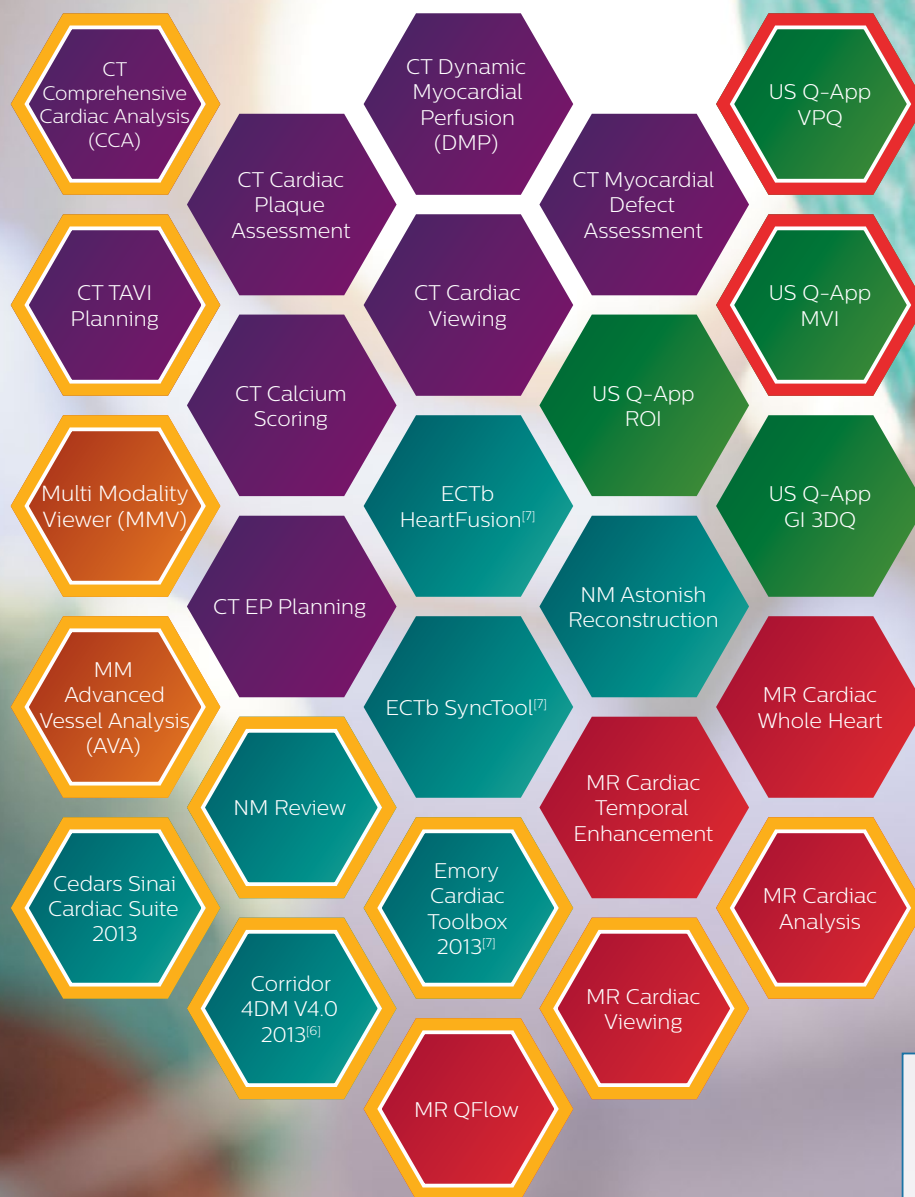 CT
Comprehensive
Cardiac Analysis
(CCA)
CT Dynamic
Myocardial
Perfusion
(DMP)
US Q-App
VPQ
CT Cardiac
Plaque
Assessment
CT Myocardial
Defect
Assessment
CT TAVI
Planning
CT Cardiac
Viewing
US Q-App
MVI
CT Calcium
Scoring
US Q-App
ROI
Multi Modality
Viewer (MMV)
ECTb
HeartFusion[7]
US Q-App
GI 3DQ
CT EP Planning
NM Astonish
Reconstruction
MM
Advanced
Vessel Analysis
(AVA)
ECTb SyncTool[7]
MR Cardiac
Whole Heart
NM Review
MR Cardiac
Temporal
Enhancement
Cedars Sinai
Cardiac Suite
2013
Emory
Cardiac
Toolbox
2013[7]
MR Cardiac
Analysis
Corridor
4DM V4.0
2013[6]
MR Cardiac
Viewing
MR QFlow